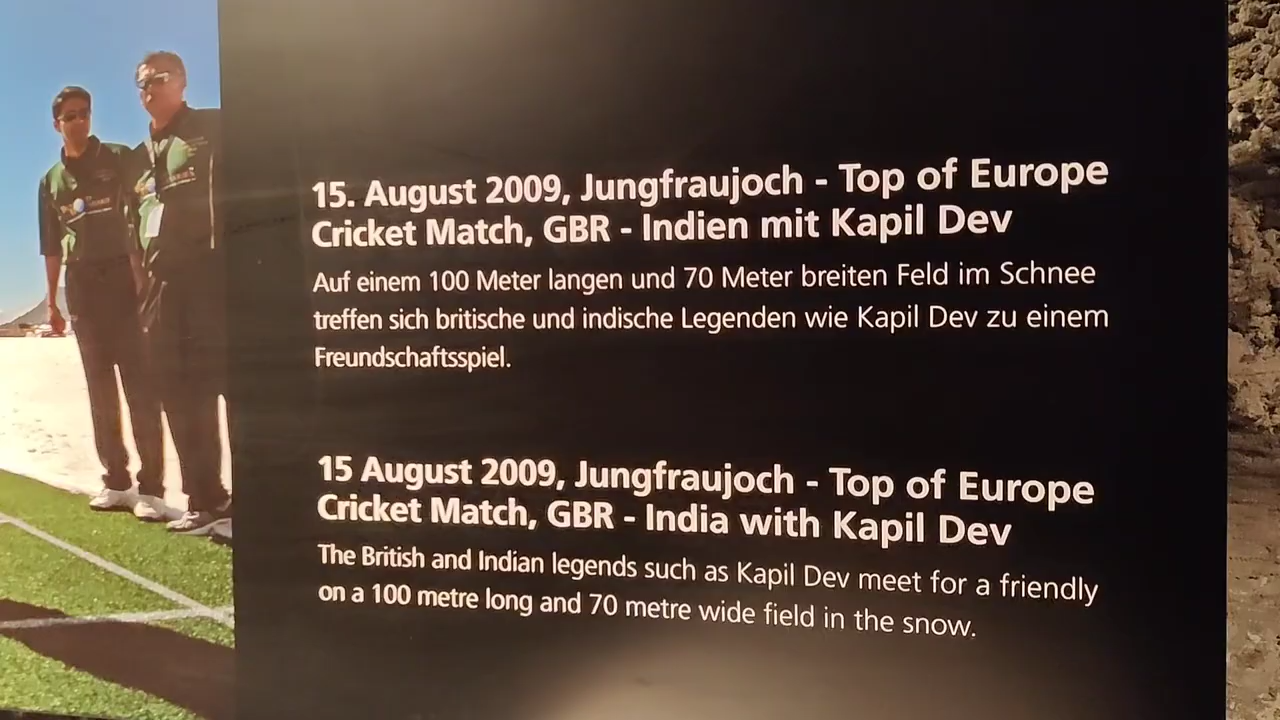 15. August 2009, Jungfraujoch - Top of Europe
Cricket Match, GBR - Indien mit Kapil Dev
Auf einem 100 Meter langen und 70 Meter breiten Feld im Schnee
treffen sich britische und indische Legenden wie Kapil Dev zu einem
Freundschaftsspiel.
15 August 2009, Jungfraujoch - Top of Europe
Cricket Match, GBR - India with Kapil Dev
The British and Indian legends such as Kapil Dev meet for a friendly
on a 100 metre long and 70 metre wide field in the snow.